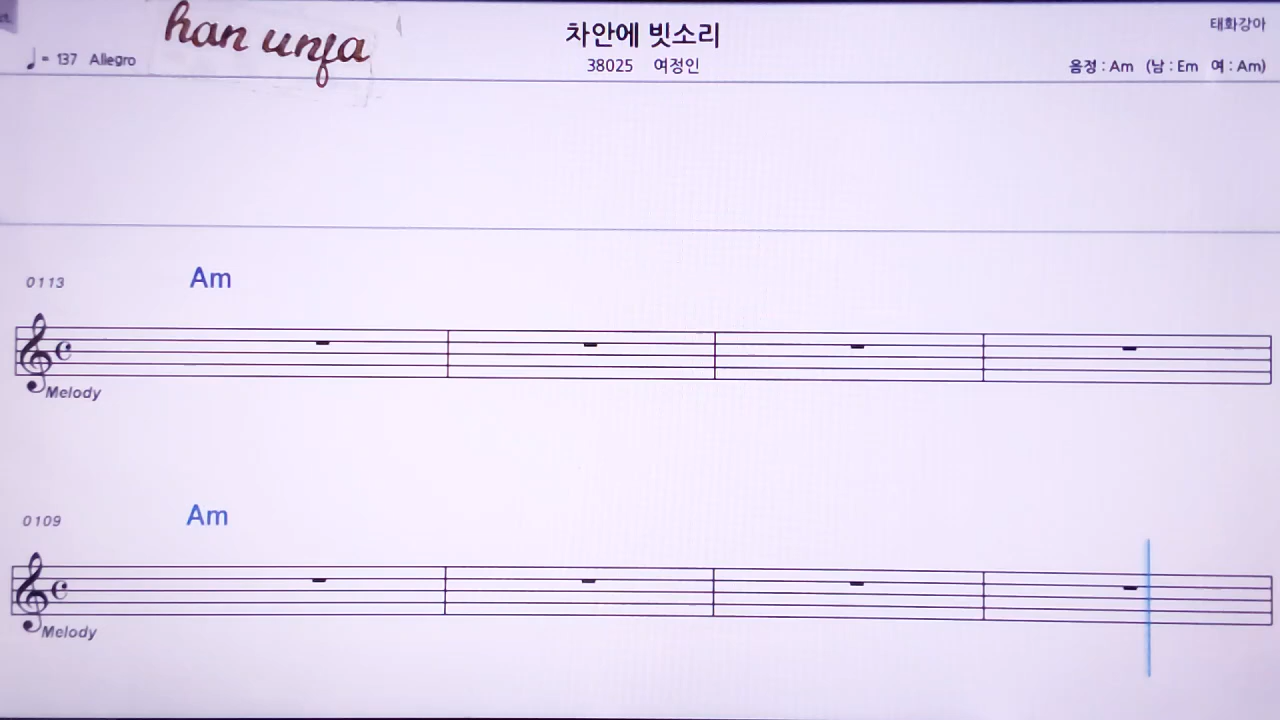 han unja
차안에 빗소리
태화강아
♩ = 137 Allegro
38025 여정인
음정 : Am (남 : Em 여 : Am)
0113 Am
Melody
0109 Am
Melody